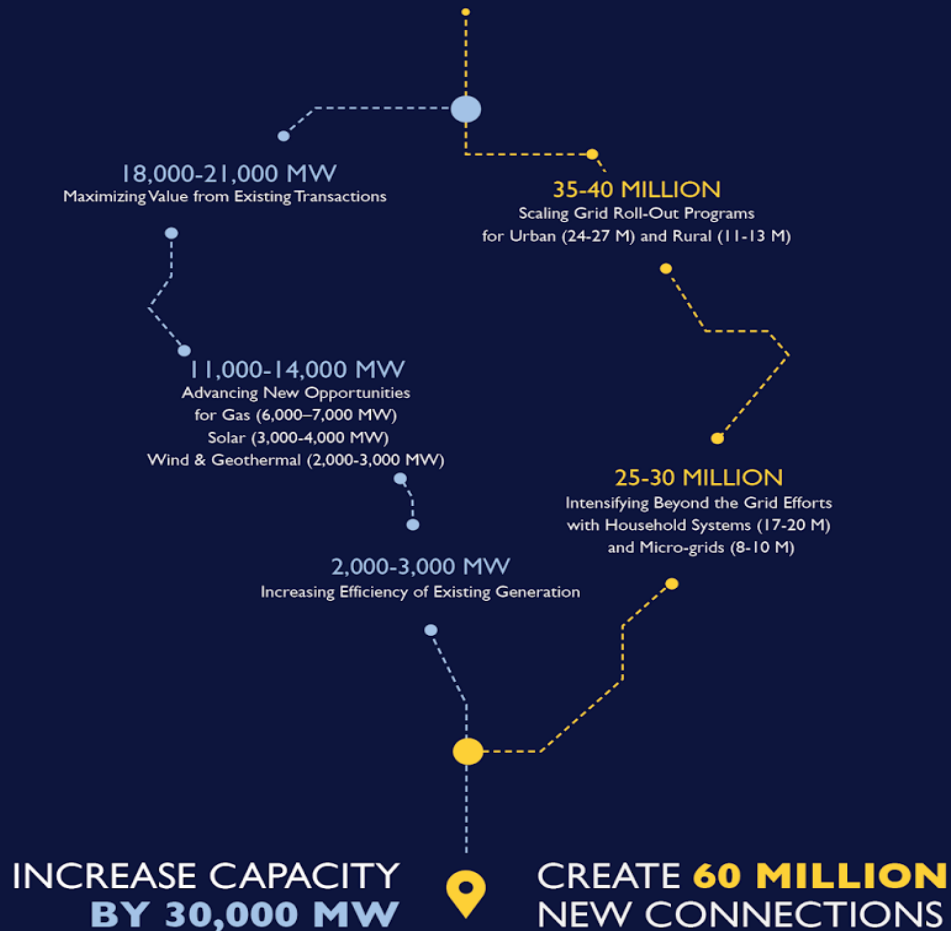 18,000-21,000 MW
Maximizing Value from Existing Transactions
35-40 MILLION
Scaling Grid Roll-Out Programs
for Urban (24-27 M) and Rural (11-13 M)
11,000-14,000 MW
Advancing New Opportunities
for Gas (6,000–7,000 MW)
Solar (3,000-4,000 MW)
Wind & Geothermal (2,000-3,000 MW)
25-30 MILLION
Intensifying Beyond the Grid Efforts
with Household Systems (17-20 M)
and Micro-grids (8-10 M)
2,000-3,000 MW
Increasing Efficiency of Existing Generation
INCREASE CAPACITY
BY 30,000 MW
CREATE 60 MILLION
NEW CONNECTIONS